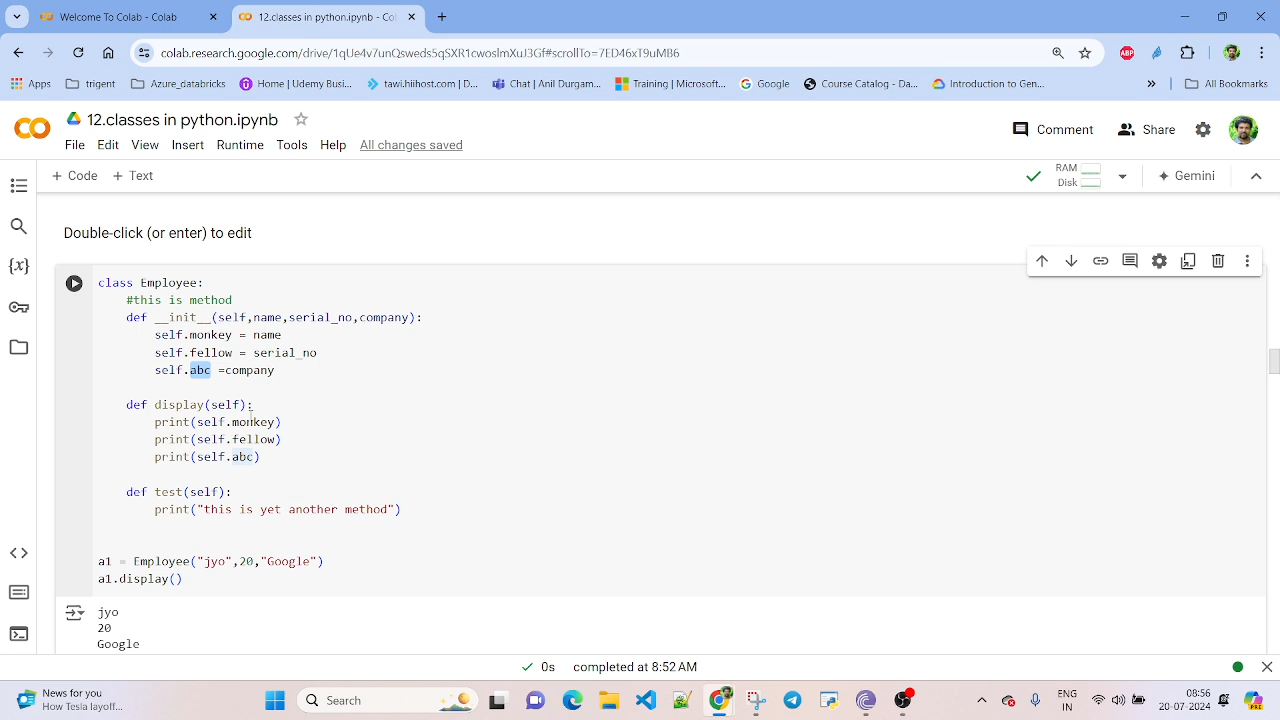 Welcome To Colab - Colab
12.classes in python.ipynb - Col
colab.research.google.com/drive/1qUe4v7unQsweds5qSXR1cwoslmXuJ3Gf#scrollTo=7ED46xT9uMB6
ABP
Apps
trigent
Azure_databricks
Home | Udemy Busi...
tawi.hiihost.com | D...
Chat | Anil Durgam...
Training | Microsoft...
Google
Course Catalog - Da...
Introduction to Gen...
»
All Bookmarks
12.classes in python.ipynb
Comment
Share
File Edit View Insert Runtime Tools Help All changes saved
+ Code + Text
RAM
Disk
Gemini
Double-click (or enter) to edit
{x}
class Employee:
#this is method
def __init__(self,name,serial_no,company):
self.monkey = name
self.fellow = serial_no
self.abc =company
def display(self):
print(self.monkey)
print(self.fellow)
print(self.abc)
def test(self):
print("this is yet another method")
a1 = Employee("jyo",20,"Google")
a1.display()
jyo
20
Google
0s completed at 8:52 AM
News for you
How Tesla layoff...
Search
ENG
IN
08:56
20-07-2024
PRE